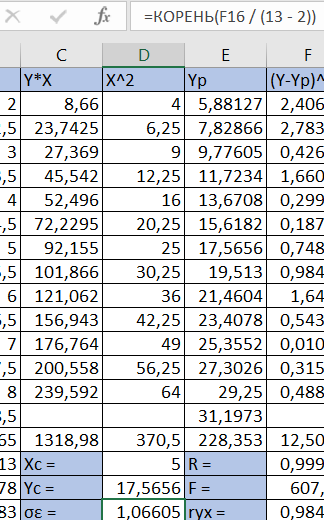 × ✓ fx =КОРЕНЬ(F16 / (13 - 2))
C D E F
Y*X X^2 Yp (Y-Yp)^
2 8,66 4 5,88127 2,406
,5 23,7425 6,25 7,82866 2,783
3 27,369 9 9,77605 0,426
,5 45,542 12,25 11,7234 1,660
4 52,496 16 13,6708 0,299
,5 72,2295 20,25 15,6182 0,187
5 92,155 25 17,5656 0,748
,5 101,866 30,25 19,513 0,984
6 121,062 36 21,4604 1,64
,5 156,943 42,25 23,4078 0,543
7 176,764 49 25,3552 0,010
,5 200,558 56,25 27,3026 0,315
8 239,592 64 29,25 0,488
,5 31,1973
65 1318,98 370,5 228,353 12,50
13 Xc = 5 R = 0,999
78 Yc = 17,5656 F = 607,
83 σε = 1,06605 ryx = 0,984